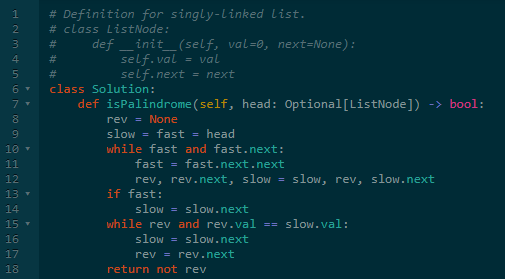 1 # Definition for singly-linked list.
2 # class ListNode:
3 #     def __init__(self, val=0, next=None):
4 #         self.val = val
5 #         self.next = next
6 class Solution:
7     def isPalindrome(self, head: Optional[ListNode]) -> bool:
8         rev = None
9         slow = fast = head
10         while fast and fast.next:
11             fast = fast.next.next
12             rev, rev.next, slow = slow, rev, slow.next
13         if fast:
14             slow = slow.next
15         while rev and rev.val == slow.val:
16             slow = slow.next
17             rev = rev.next
18         return not rev